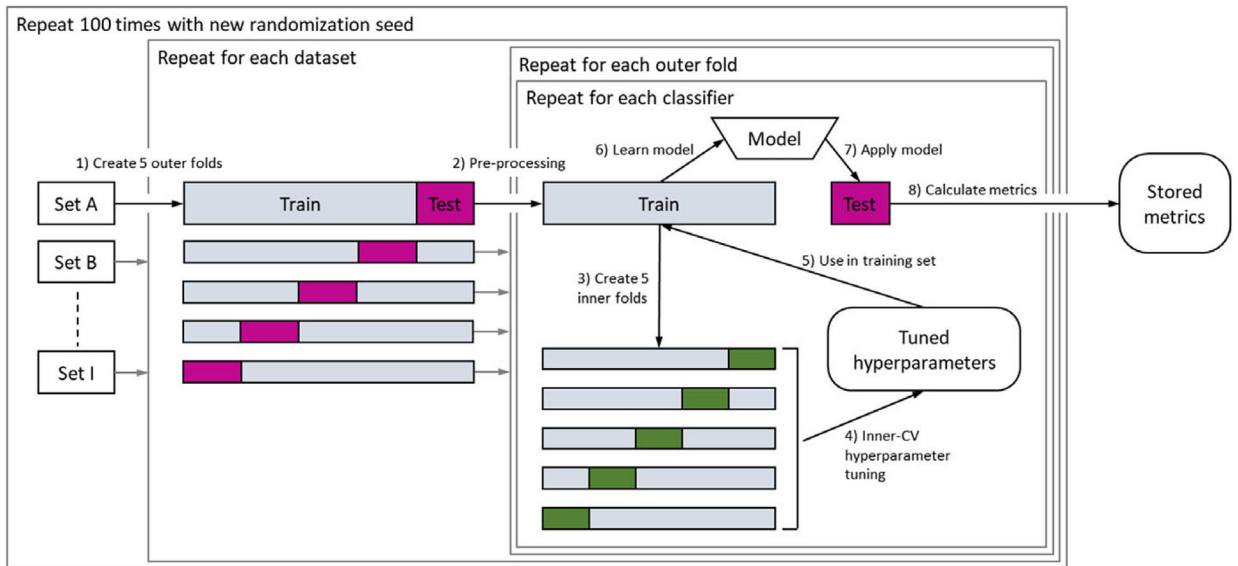 Repeat 100 times with new randomization seed
Repeat for each dataset
Repeat for each outer fold
Repeat for each classifier
1) Create 5 outer folds
2) Pre-processing
6) Learn model
Model
7) Apply model
8) Calculate metrics
Set A
Train
Test
Train
Test
Stored
metrics
Set B
3) Create 5
inner folds
5) Use in training set
Set I
Tuned
hyperparameters
4) Inner-CV
hyperparameter
tuning